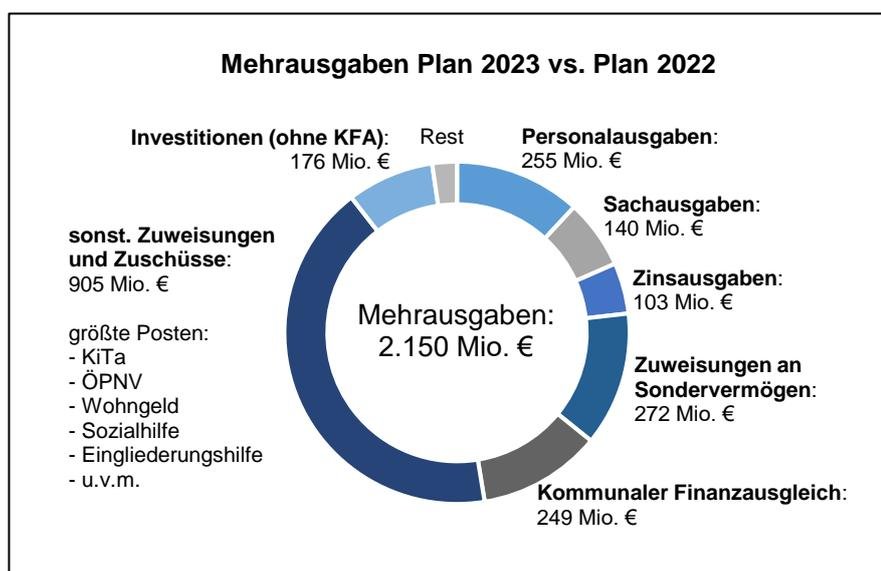 Mehrausgaben Plan 2023 vs. Plan 2022
Investitionen (ohne KFA):
176 Mio. €
Rest
Personalausgaben:
255 Mio. €
Sachausgaben:
140 Mio. €
Zinsausgaben:
103 Mio. €
Zuweisungen an
Sondervermögen:
272 Mio. €
Kommunaler Finanzausgleich:
249 Mio. €
sonst. Zuweisungen
und Zuschüsse:
905 Mio. €
größte Posten:
- KiTa
- ÖPNV
- Wohngeld
- Sozialhilfe
- Eingliederungshilfe
- u.v.m.
Mehrausgaben:
2.150 Mio. €